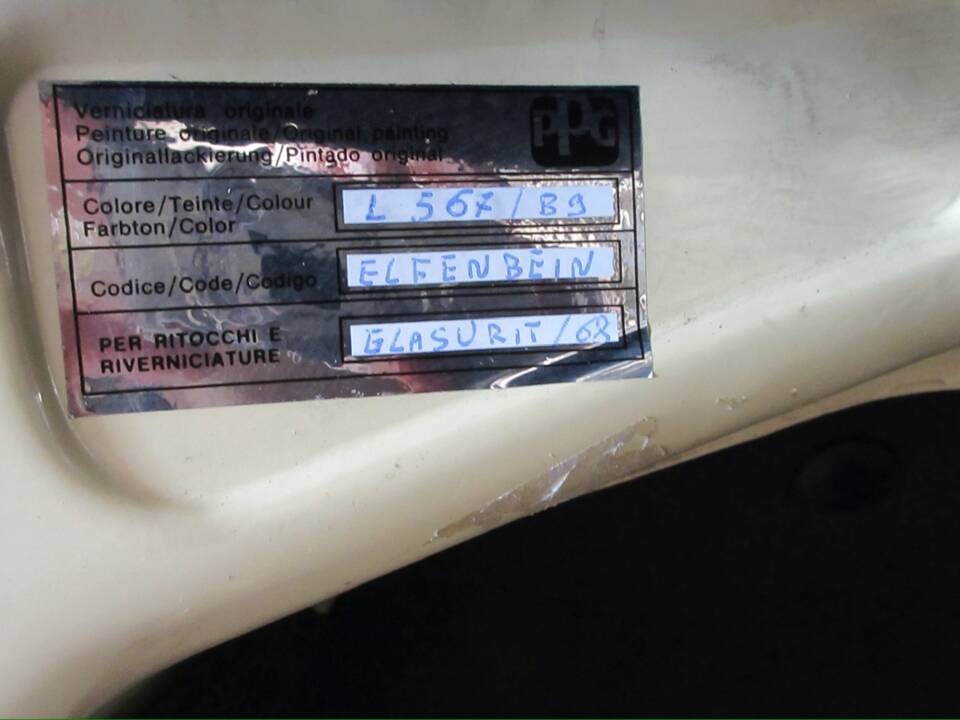 Verniciatura originale
Peinture originale/Original painting
Originallackierung/Pintado original
PPG
Colore/Teinte/Colour
Farbton/Color
L 567/B9
Codice/Code/Codigo
ELFENBEIN
PER RITOCCHI E
RIVERNICIATURE
GLASURIT/68